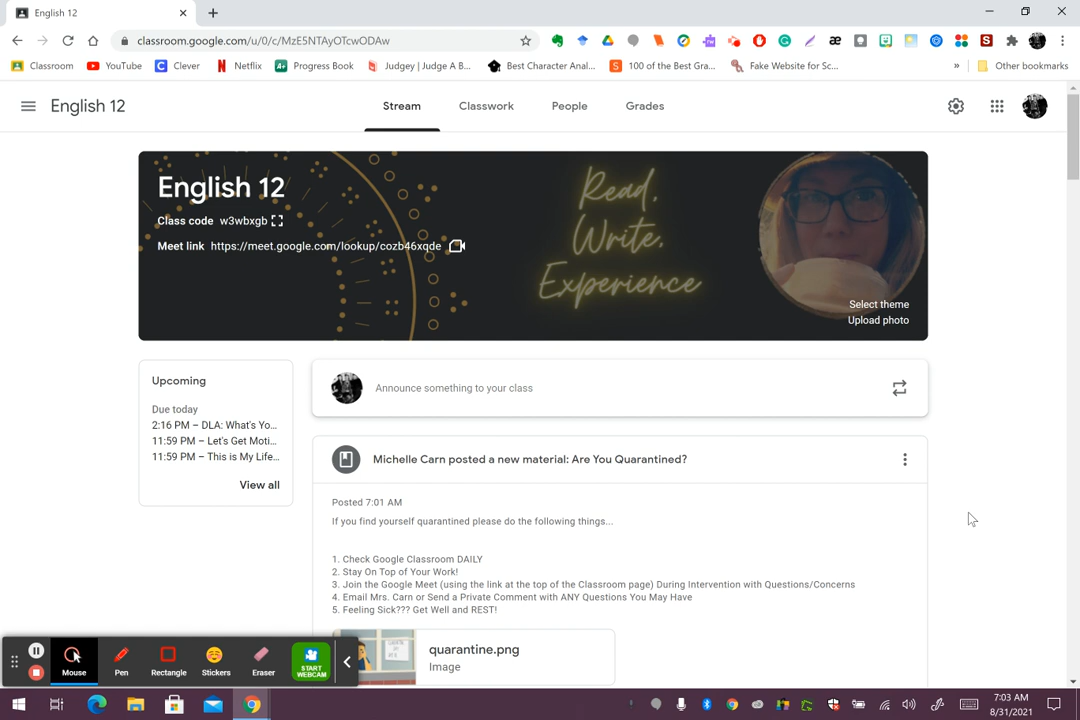 English 12
classroom.google.com/u/0/c/MzE5NTAyOTcwODAw
Classroom YouTube Clever Netflix Progress Book Judgey | Judge A B... Best Character Anal... 100 of the Best Gra... Fake Website for Sc... » Other bookmarks
English 12 Stream Classwork People Grades
English 12
Class code w3wbxgb
Meet link https://meet.google.com/lookup/cozb46xqde
Read,
Write,
Experience
Select theme
Upload photo
Upcoming
Due today
2:16 PM – DLA: What's Yo...
11:59 PM – Let's Get Moti...
11:59 PM – This is My Life...
View all
Announce something to your class
Michelle Carn posted a new material: Are You Quarantined?
Posted 7:01 AM
If you find yourself quarantined please do the following things...
1. Check Google Classroom DAILY
2. Stay On Top of Your Work!
3. Join the Google Meet (using the link at the top of the Classroom page) During Intervention with Questions/Concerns
4. Email Mrs. Carn or Send a Private Comment with ANY Questions You May Have
5. Feeling Sick??? Get Well and REST!
quarantine.png
Image
Mouse Pen Rectangle Stickers Eraser START WEBCAM
7:03 AM
8/31/2021